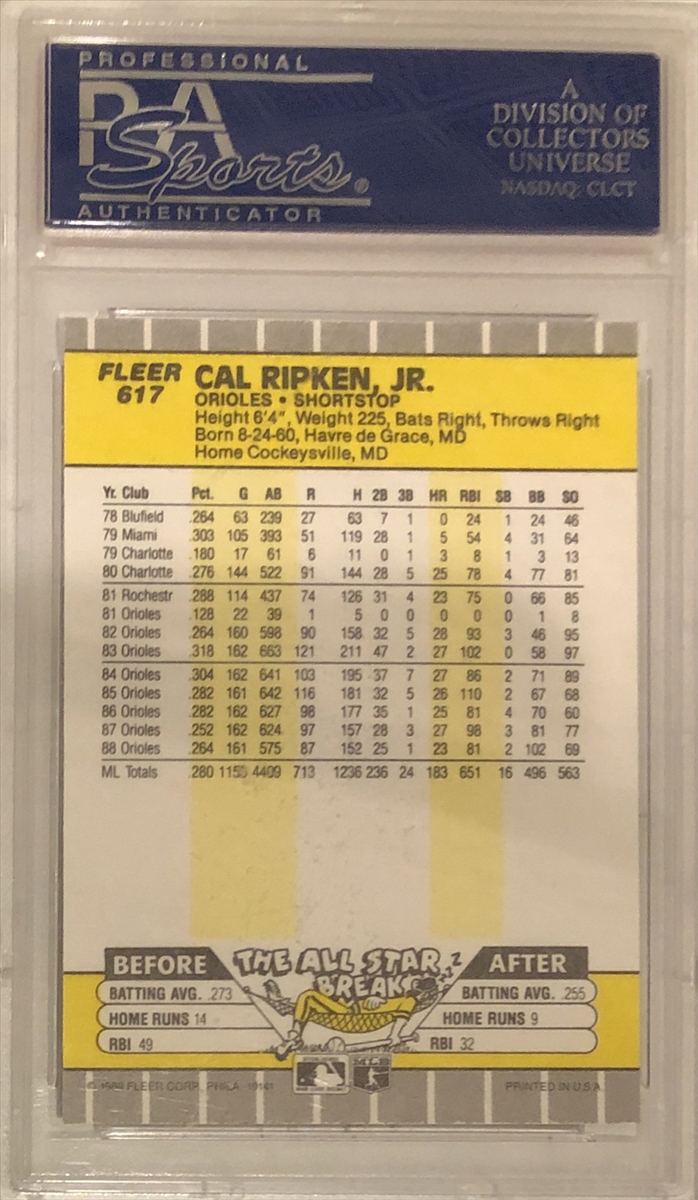 PROFESSIONAL
PSA
Sports®
AUTHENTICATOR
A
DIVISION OF
COLLECTORS
UNIVERSE
NASDAQ: CLCT
FLEER
617
CAL RIPKEN, JR.
ORIOLES • SHORTSTOP
Height 6'4", Weight 225, Bats Right, Throws Right
Born 8-24-60, Havre de Grace, MD
Home Cockeysville, MD
Yr. Club Pct. G AB R H 2B 3B HR RBI SB BB SO
78 Blufield .264 63 239 27 63 7 1 0 24 1 24 46
79 Miami .303 105 393 51 119 28 1 5 54 4 31 64
79 Charlotte .180 17 61 6 11 0 1 3 8 1 3 13
80 Charlotte .276 144 522 91 144 28 5 25 78 4 77 81
81 Rochestr .288 114 437 74 126 31 4 23 75 0 66 85
81 Orioles .128 22 39 1 5 0 0 0 0 0 1 8
82 Orioles .264 160 598 90 158 32 5 28 93 3 46 95
83 Orioles .318 162 663 121 211 47 2 27 102 0 58 97
84 Orioles .304 162 641 103 195 37 7 27 86 2 71 89
85 Orioles .282 161 642 116 181 32 5 26 110 2 67 68
86 Orioles .282 162 627 98 177 35 1 25 81 4 70 60
87 Orioles .252 162 624 97 157 28 3 27 98 3 81 77
88 Orioles .264 161 575 87 152 25 1 23 81 2 102 69
ML Totals .280 1153 4409 713 1236 236 24 183 651 16 496 563
BEFORE
THE ALL STAR
BREAK
z z z
AFTER
BATTING AVG. .273
HOME RUNS 14
RBI 49
BATTING AVG. .255
HOME RUNS 9
RBI 32
MLB
© 1989 FLEER CORP., PHILA. 19141
PRINTED IN U.S.A.